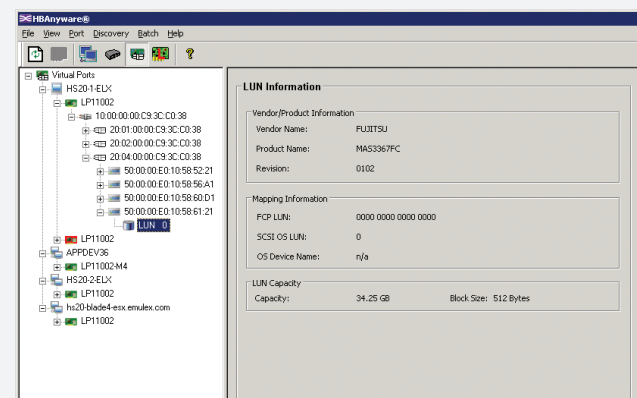 HBAnyware®
File View Port Discovery Batch Help
Virtual Ports
HS20-1-ELX
LP11002
10:00:00:00:C9:3C:C0:38
20:01:00:00:C9:3C:C0:38
20:02:00:00:C9:3C:C0:38
20:04:00:00:C9:3C:C0:38
50:00:00:E0:10:58:52:21
50:00:00:E0:10:58:56:A1
50:00:00:E0:10:58:60:D1
50:00:00:E0:10:58:61:21
LUN 0
LP11002
APPDEV36
LP11002-M4
HS20-2-ELX
LP11002
hs20-blade4-esx.emulex.com
LP11002
LUN Information
Vendor/Product Information
Vendor Name: FUJITSU
Product Name: MAS3367FC
Revision: 0102
Mapping Information
FCP LUN: 0000 0000 0000 0000
SCSI OS LUN: 0
OS Device Name: n/a
LUN Capacity
Capacity: 34.25 GB Block Size: 512 Bytes